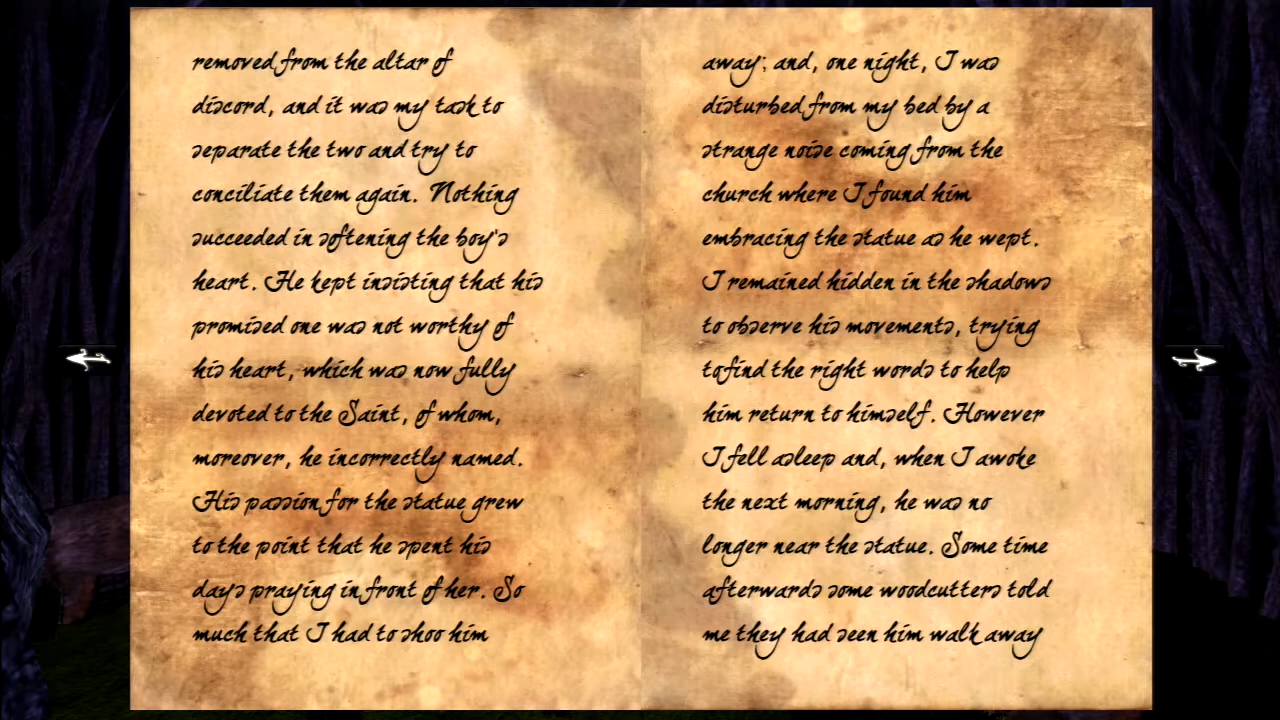 removed from the altar of
discord, and it was my task to
separate the two and try to
conciliate them again. Nothing
succeeded in softening the boy's
heart. He kept insisting that his
promised one was not worthy of
his heart, which was now fully
devoted to the Saint, of whom,
moreover, he incorrectly named.
His passion for the statue grew
to the point that he spent his
days praying in front of her. So
much that I had to shoo him
away; and, one night, I was
disturbed from my bed by a
strange noise coming from the
church where I found him
embracing the statue as he wept.
I remained hidden in the shadows
to observe his movements, trying
to find the right words to help
him return to himself. However
I fell asleep and, when I awoke
the next morning, he was no
longer near the statue. Some time
afterwards some woodcutters told
me they had seen him walk away